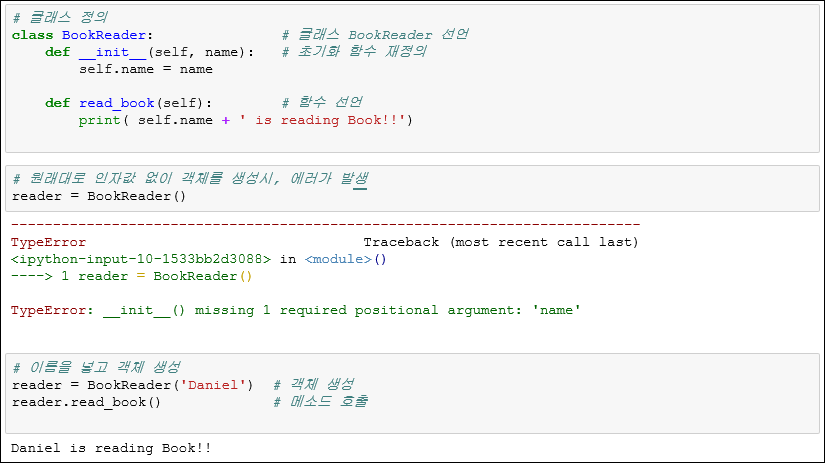 # 클래스 정의
class BookReader:               # 클래스 BookReader 선언
    def __init__(self, name):   # 초기화 함수 재정의
        self.name = name
    def read_book(self):        # 함수 선언
        print( self.name + ' is reading Book!!')
# 원래대로 인자값 없이 객체를 생성시, 에러가 발생
reader = BookReader()
---------------------------------------------------------------------------
TypeError                                 Traceback (most recent call last)
<ipython-input-10-1533bb2d3088> in <module>()
----> 1 reader = BookReader()
TypeError: __init__() missing 1 required positional argument: 'name'
# 이름을 넣고 객체 생성
reader = BookReader('Daniel')  # 객체 생성
reader.read_book()             # 메소드 호출
Daniel is reading Book!!